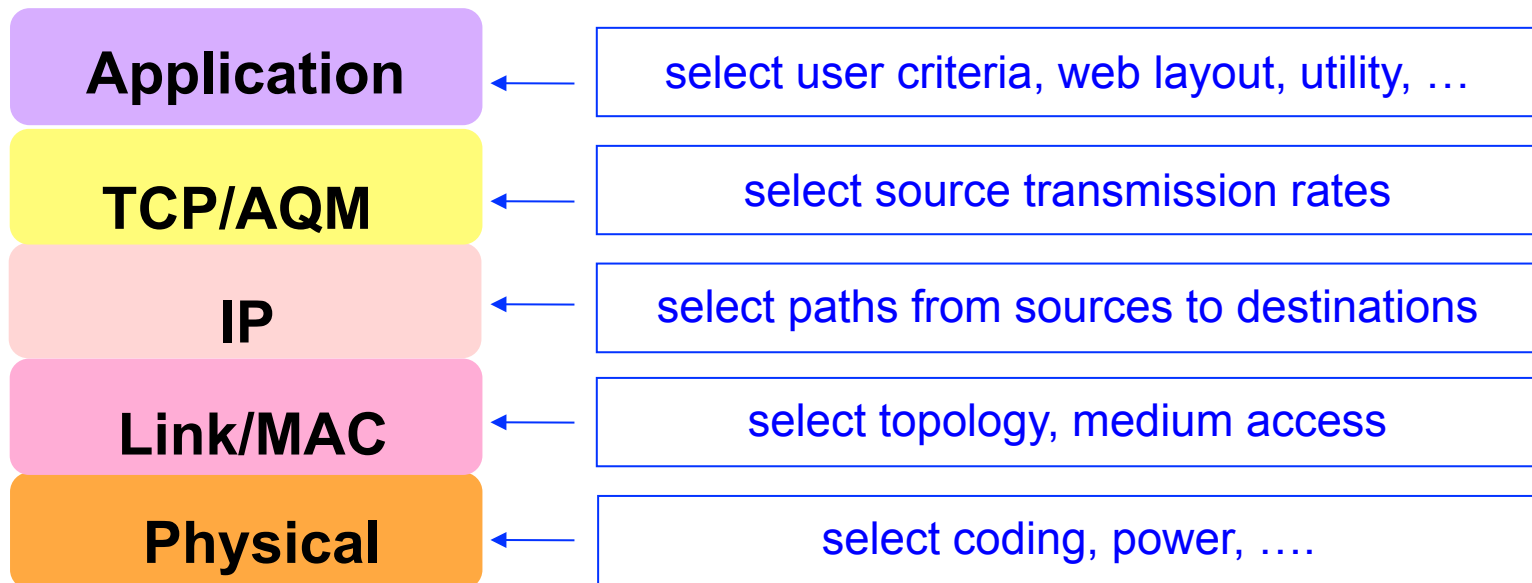 Application
select user criteria, web layout, utility, …
TCP/AQM
select source transmission rates
IP
select paths from sources to destinations
Link/MAC
select topology, medium access
Physical
select coding, power, ….